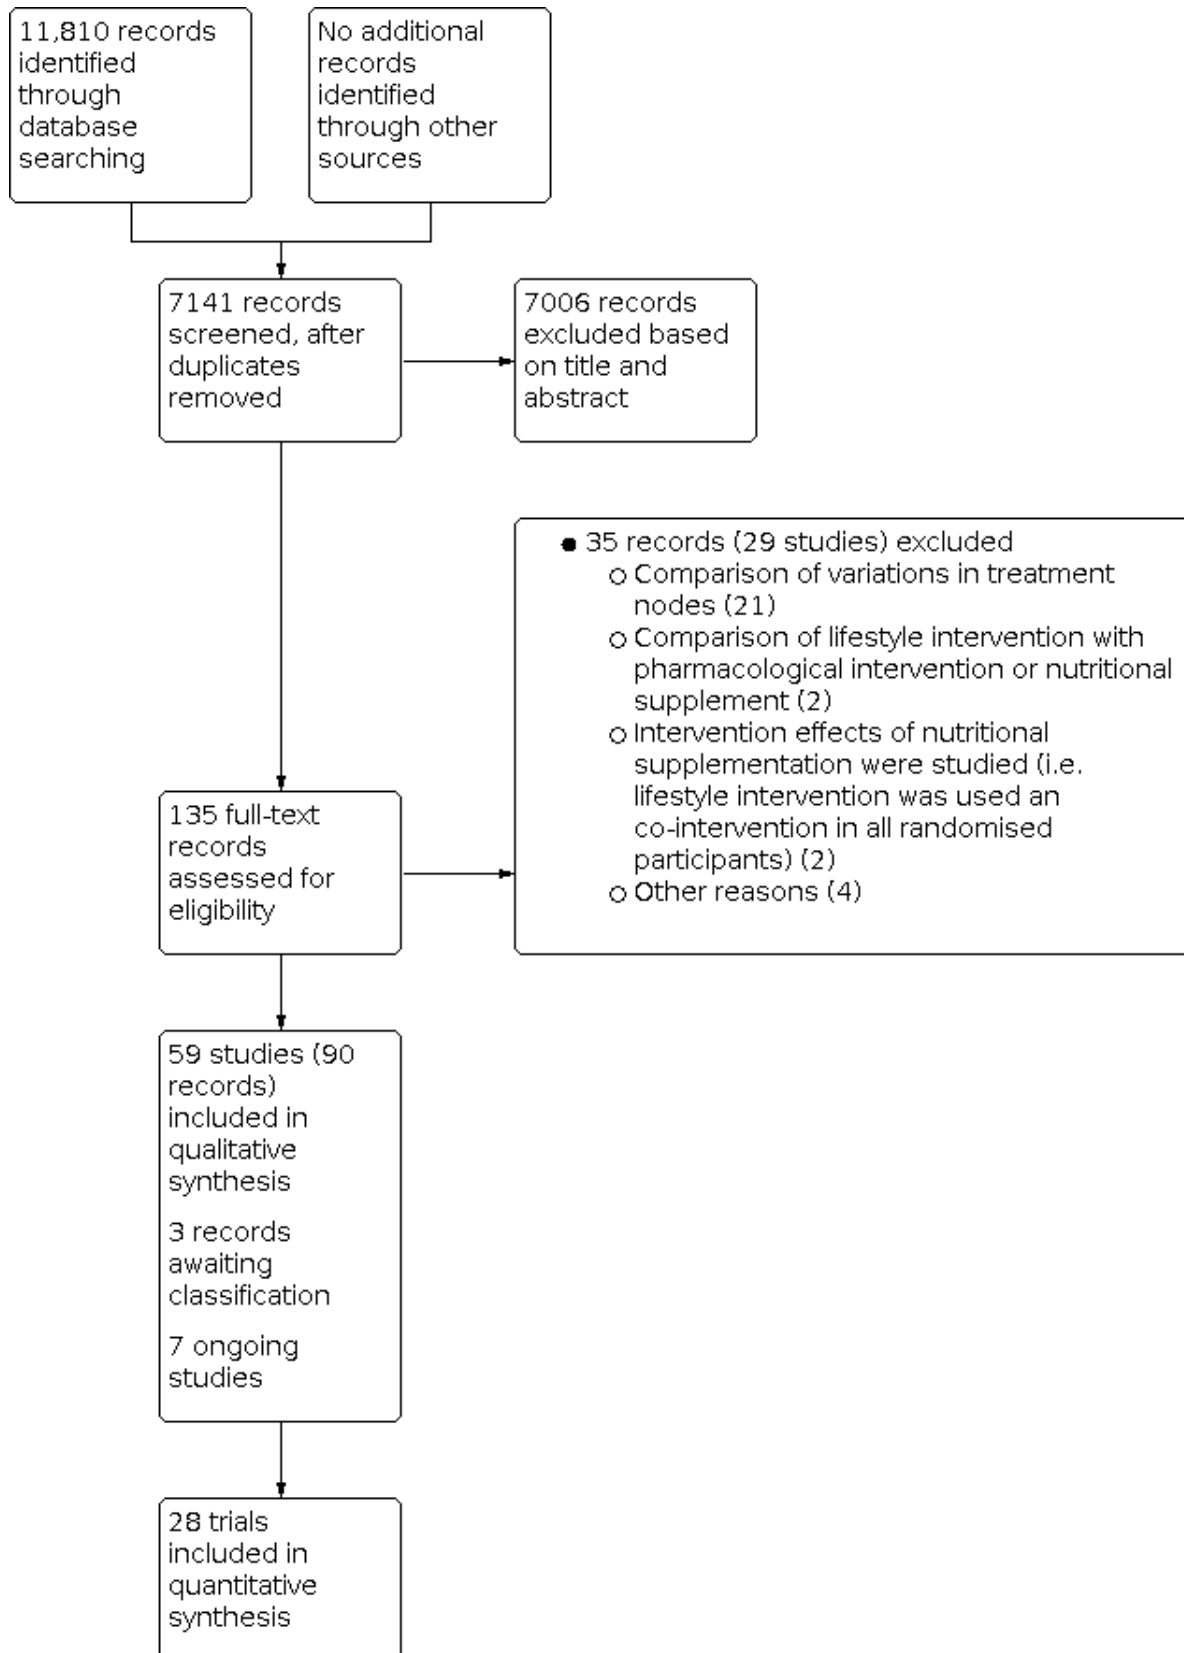 11,810 records
identified
through
database
searching
No additional
records
identified
through other
sources
7141 records
screened, after
duplicates
removed
7006 records
excluded based
on title and
abstract
● 35 records (29 studies) excluded
○ Comparison of variations in treatment
nodes (21)
○ Comparison of lifestyle intervention with
pharmacological intervention or nutritional
supplement (2)
○ Intervention effects of nutritional
supplementation were studied (i.e.
lifestyle intervention was used an
co-intervention in all randomised
participants) (2)
○ Other reasons (4)
135 full-text
records
assessed for
eligibility
59 studies (90
records)
included in
qualitative
synthesis
3 records
awaiting
classification
7 ongoing
studies
28 trials
included in
quantitative
synthesis